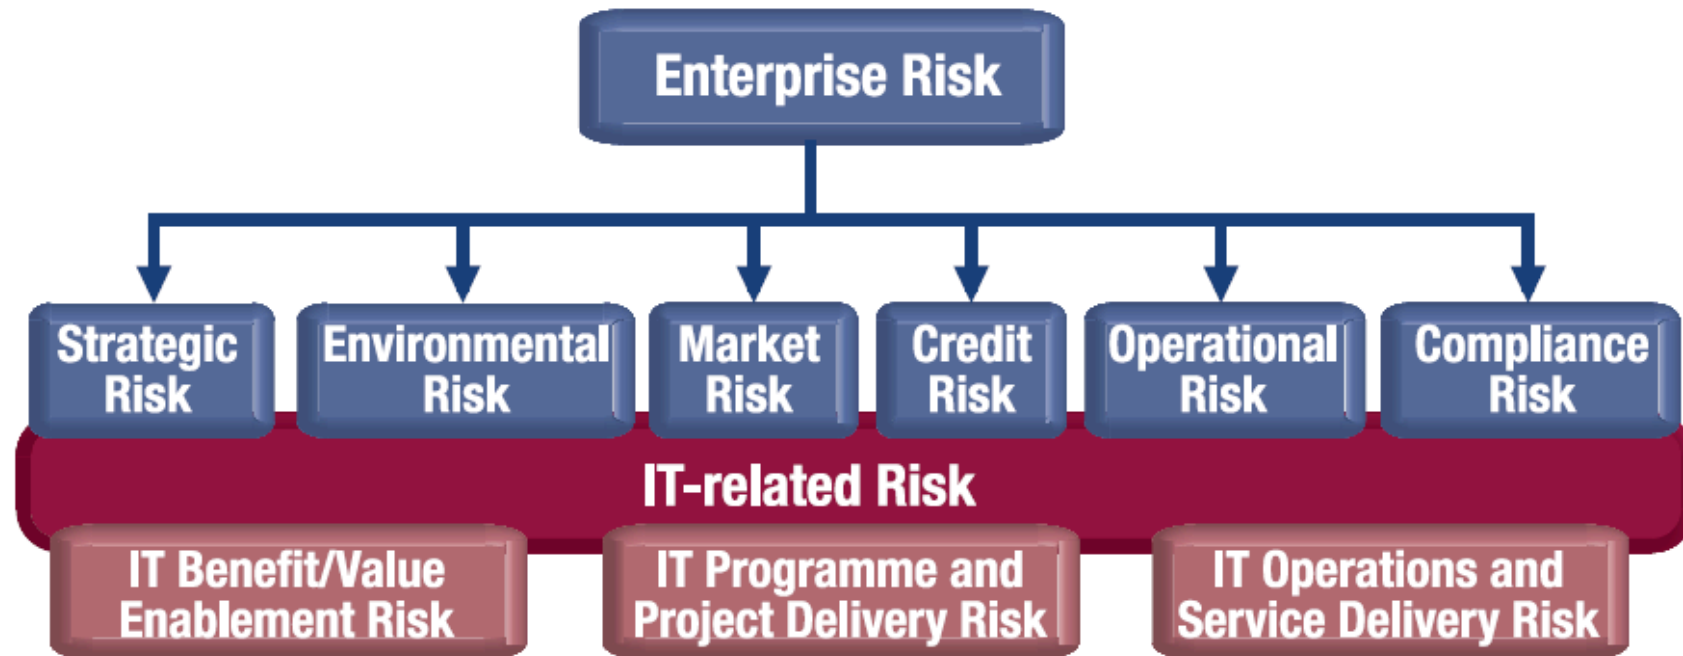 Enterprise Risk
Strategic
Risk
Environmental
Risk
Market
Risk
Credit
Risk
Operational
Risk
Compliance
Risk
IT-related Risk
IT Benefit/Value
Enablement Risk
IT Programme and
Project Delivery Risk
IT Operations and
Service Delivery Risk